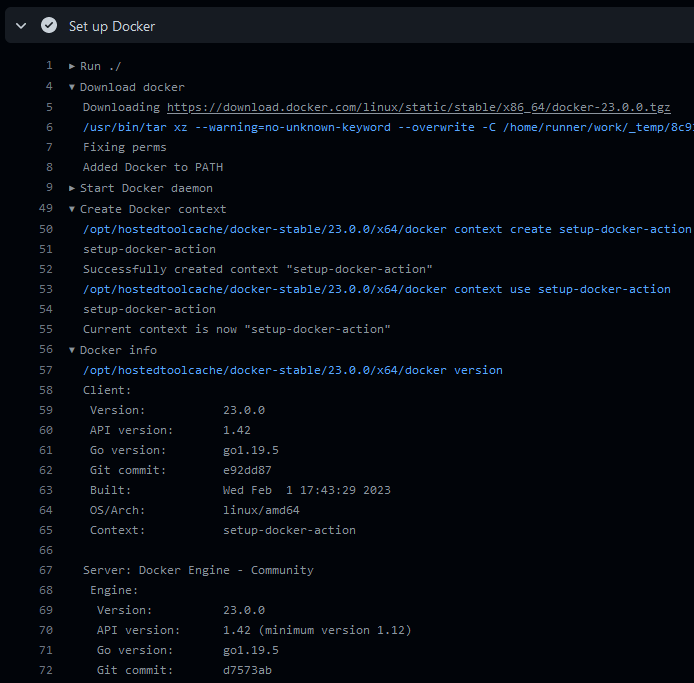 Set up Docker
1 ▸ Run ./
4 ▾ Download docker
5 Downloading https://download.docker.com/linux/static/stable/x86_64/docker-23.0.0.tgz
6 /usr/bin/tar xz --warning=no-unknown-keyword --overwrite -C /home/runner/work/_temp/8c9
7 Fixing perms
8 Added Docker to PATH
9 ▸ Start Docker daemon
49 ▾ Create Docker context
50 /opt/hostedtoolcache/docker-stable/23.0.0/x64/docker context create setup-docker-action
51 setup-docker-action
52 Successfully created context "setup-docker-action"
53 /opt/hostedtoolcache/docker-stable/23.0.0/x64/docker context use setup-docker-action
54 setup-docker-action
55 Current context is now "setup-docker-action"
56 ▾ Docker info
57 /opt/hostedtoolcache/docker-stable/23.0.0/x64/docker version
58 Client:
59 Version: 23.0.0
60 API version: 1.42
61 Go version: go1.19.5
62 Git commit: e92dd87
63 Built: Wed Feb  1 17:43:29 2023
64 OS/Arch: linux/amd64
65 Context: setup-docker-action
66
67 Server: Docker Engine - Community
68 Engine:
69 Version: 23.0.0
70 API version: 1.42 (minimum version 1.12)
71 Go version: go1.19.5
72 Git commit: d7573ab